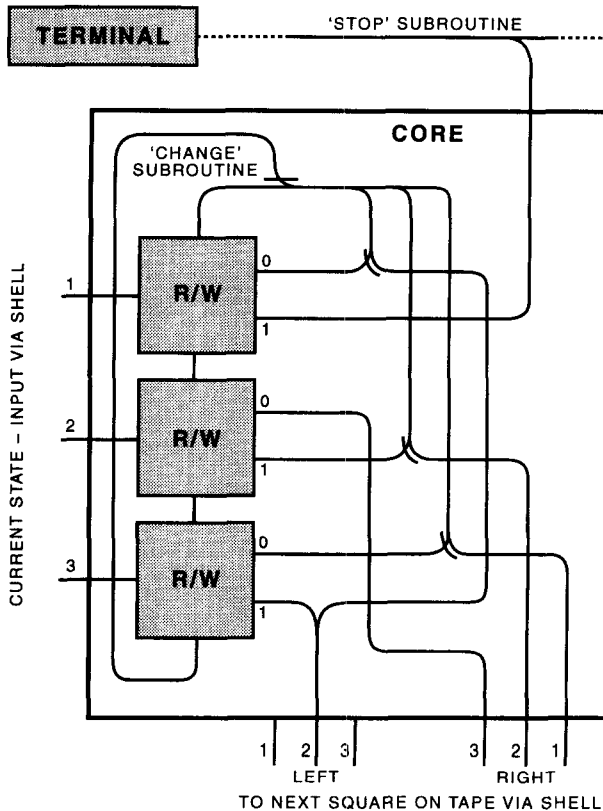 TERMINAL
'STOP' SUBROUTINE
CORE
'CHANGE'
SUBROUTINE
CURRENT STATE – INPUT VIA SHELL
1
R/W
0
1
2
R/W
0
1
3
R/W
0
1
1 2 3 3 2 1
LEFT RIGHT
TO NEXT SQUARE ON TAPE VIA SHELL